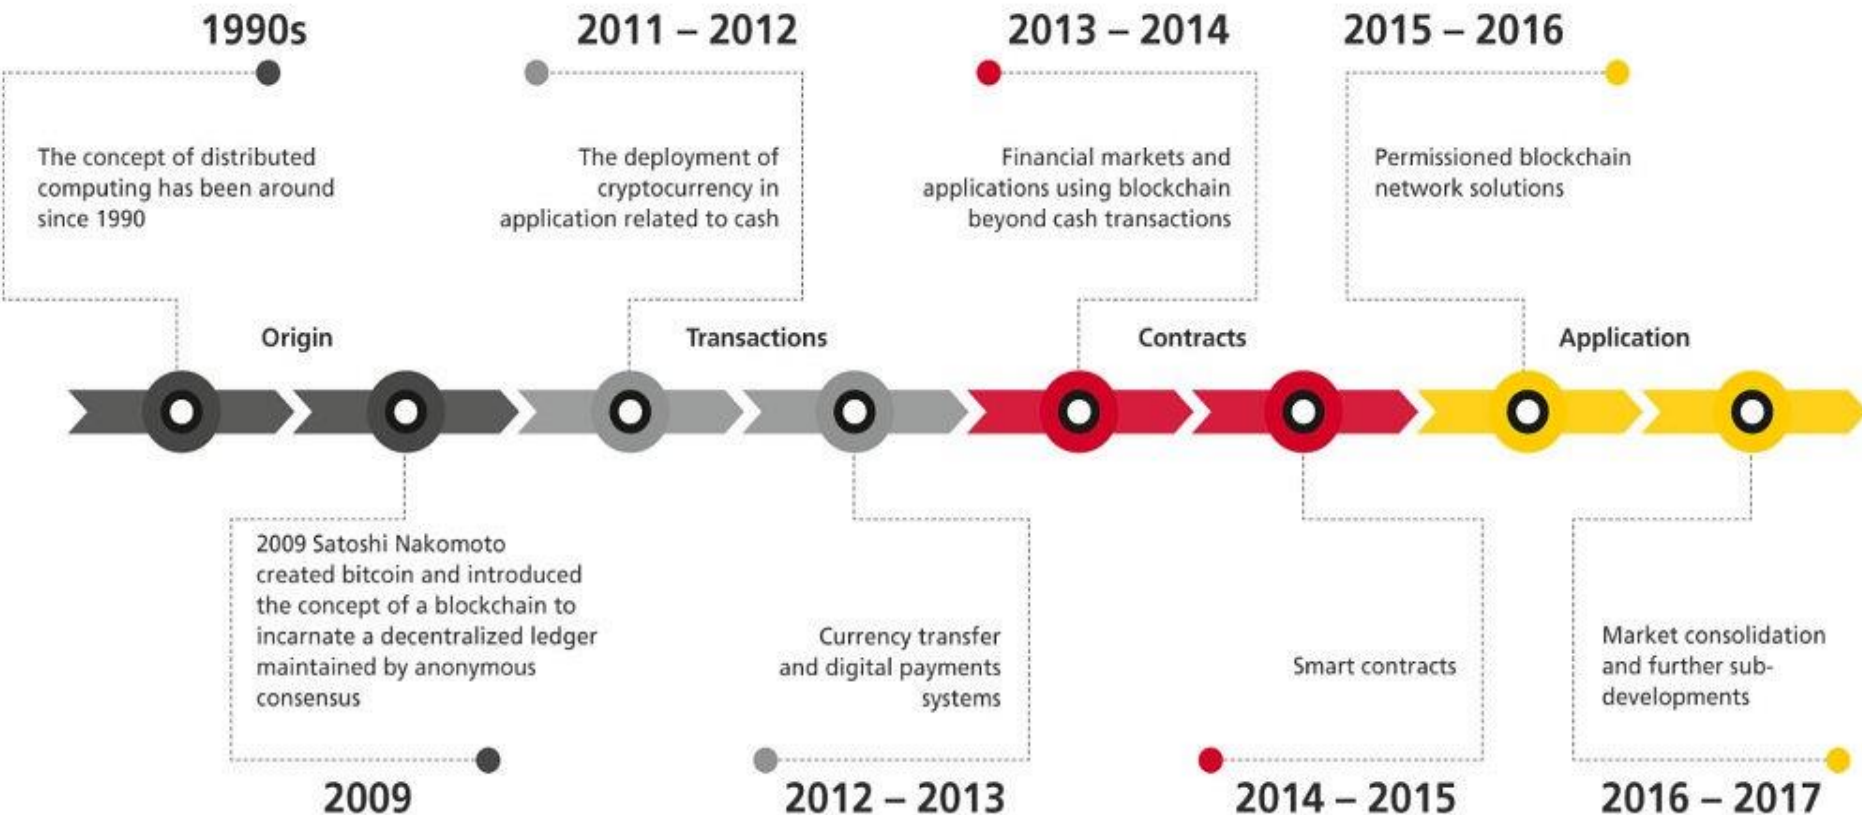 1990s
The concept of distributed
computing has been around
since 1990
2011 – 2012
The deployment of
cryptocurrency in
application related to cash
2013 – 2014
Financial markets and
applications using blockchain
beyond cash transactions
2015 – 2016
Permissioned blockchain
network solutions
Origin
Transactions
Contracts
Application
2009 Satoshi Nakomoto
created bitcoin and introduced
the concept of a blockchain to
incarnate a decentralized ledger
maintained by anonymous
consensus
2009
Currency transfer
and digital payments
systems
2012 – 2013
Smart contracts
2014 – 2015
Market consolidation
and further sub-
developments
2016 – 2017